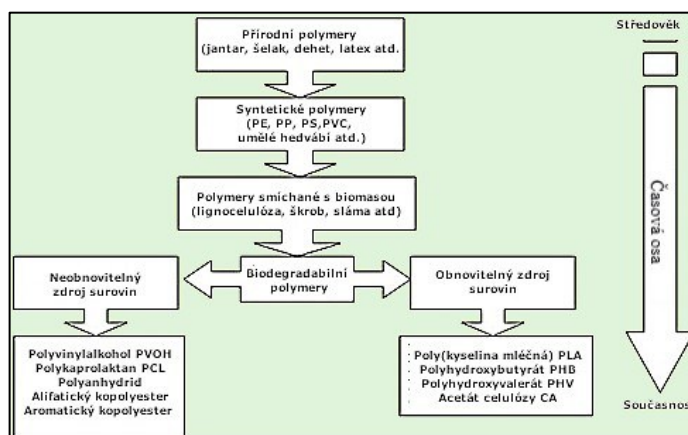 Středověk
Přírodní polymery
(jantar, šelak, dehet, latex atd.
Syntetické polymery
(PE, PP, PS,PVC,
umělé hedvábí atd.)
Polymery smíchané s biomasou
(lignocelulóza, škrob, sláma atd)
Časová osa
Neobnovitelný
zdroj surovin
Biodegradabilní
polymery
Obnovitelný zdroj
surovin
Polyvinylalkohol PVOH
Polykaprolaktan PCL
Polyanhydrid
Alifatický kopolyester
Aromatický kopolyester
Poly(kyselina mléčná) PLA
Polyhydroxybutyrát PHB
Polyhydroxyvalerát PHV
Acetát celulózy CA
Současnos